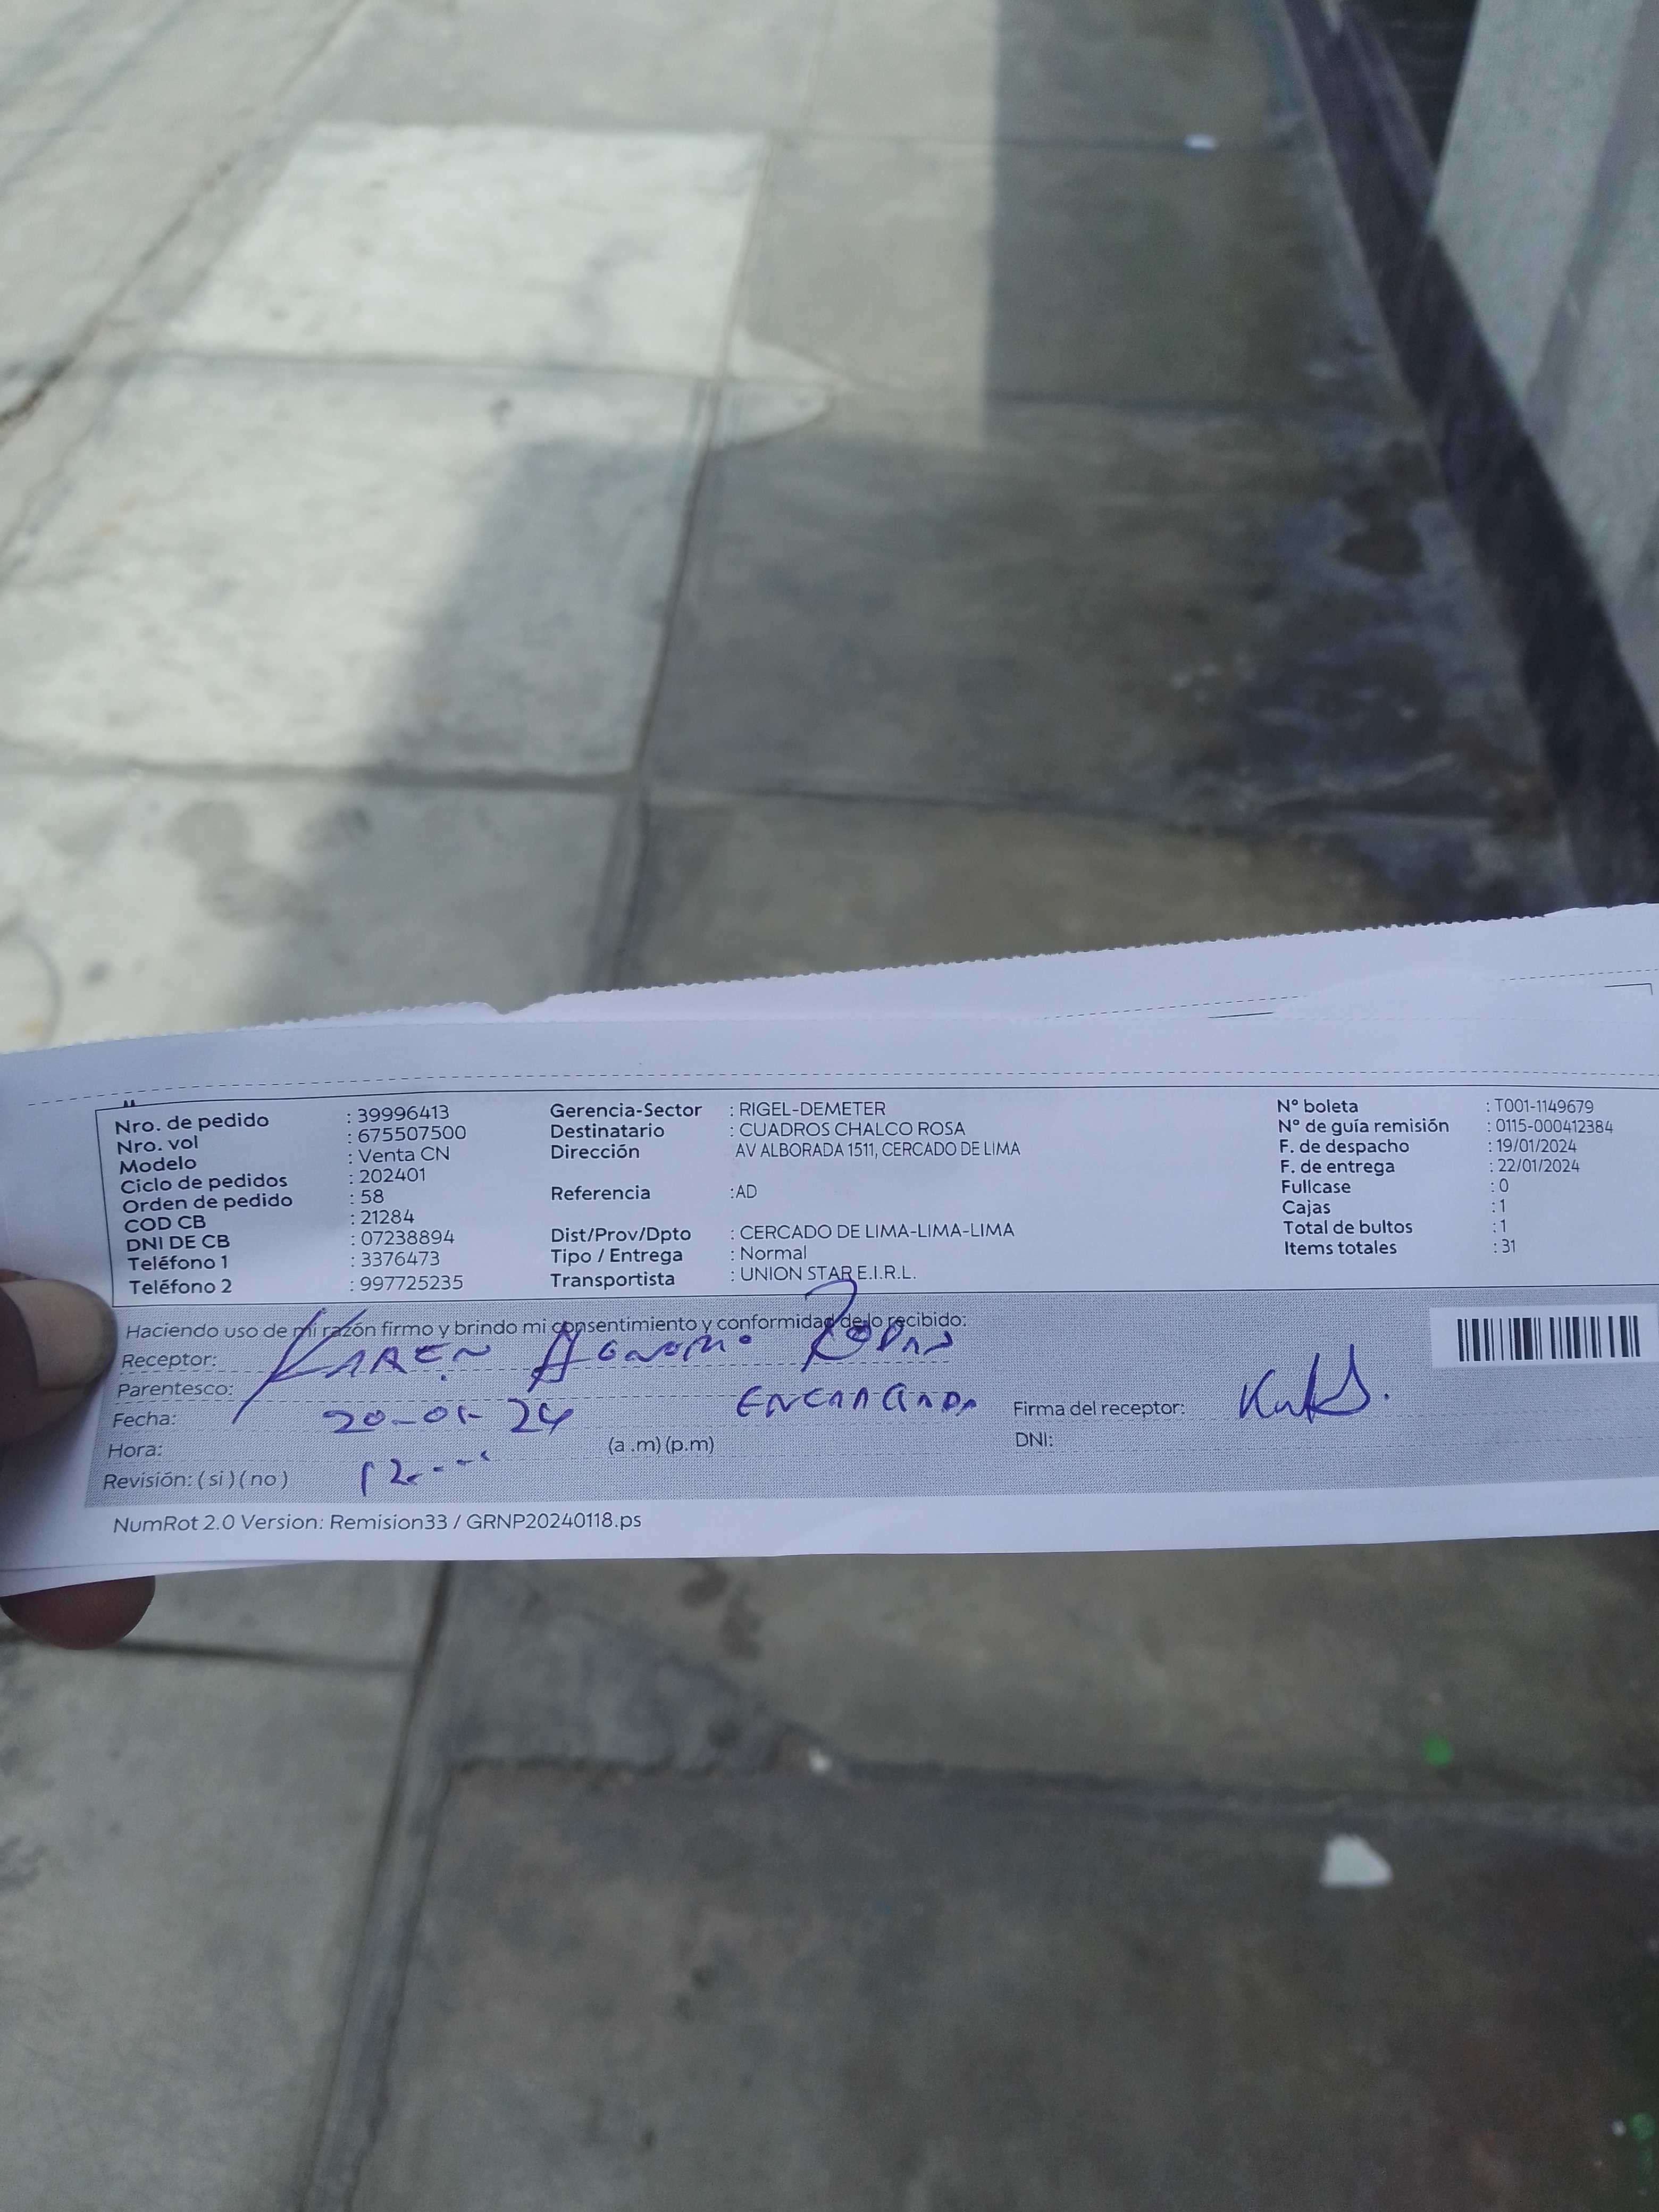 Nro. de pedido : 39996413
Nro. vol : 675507500
Modelo : Venta CN
Ciclo de pedidos : 202401
Orden de pedido : 58
COD CB : 21284
DNI DE CB : 07238894
Teléfono 1 : 3376473
Teléfono 2 : 997725235
Gerencia-Sector : RIGEL-DEMETER
Destinatario : CUADROS CHALCO ROSA
Dirección AV ALBORADA 1511, CERCADO DE LIMA
Referencia :AD
Dist/Prov/Dpto : CERCADO DE LIMA-LIMA-LIMA
Tipo / Entrega : Normal
Transportista : UNION STAR E.I.R.L.
N° boleta : T001-1149679
N° de guía remisión : 0115-000412384
F. de despacho : 19/01/2024
F. de entrega : 22/01/2024
Fullcase : 0
Cajas : 1
Total de bultos : 1
Items totales : 31
Haciendo uso de mi razón firmo y brindo mi consentimiento y conformidad de lo recibido:
Receptor: KAREN
Parentesco: ENCARGADA
Fecha: 20-01-24
Firma del receptor:
Hora: 12 (a.m) (p.m)
DNI:
Revisión: ( si ) ( no )
NumRot 2.0 Version: Remision33 / GRNP20240118.ps